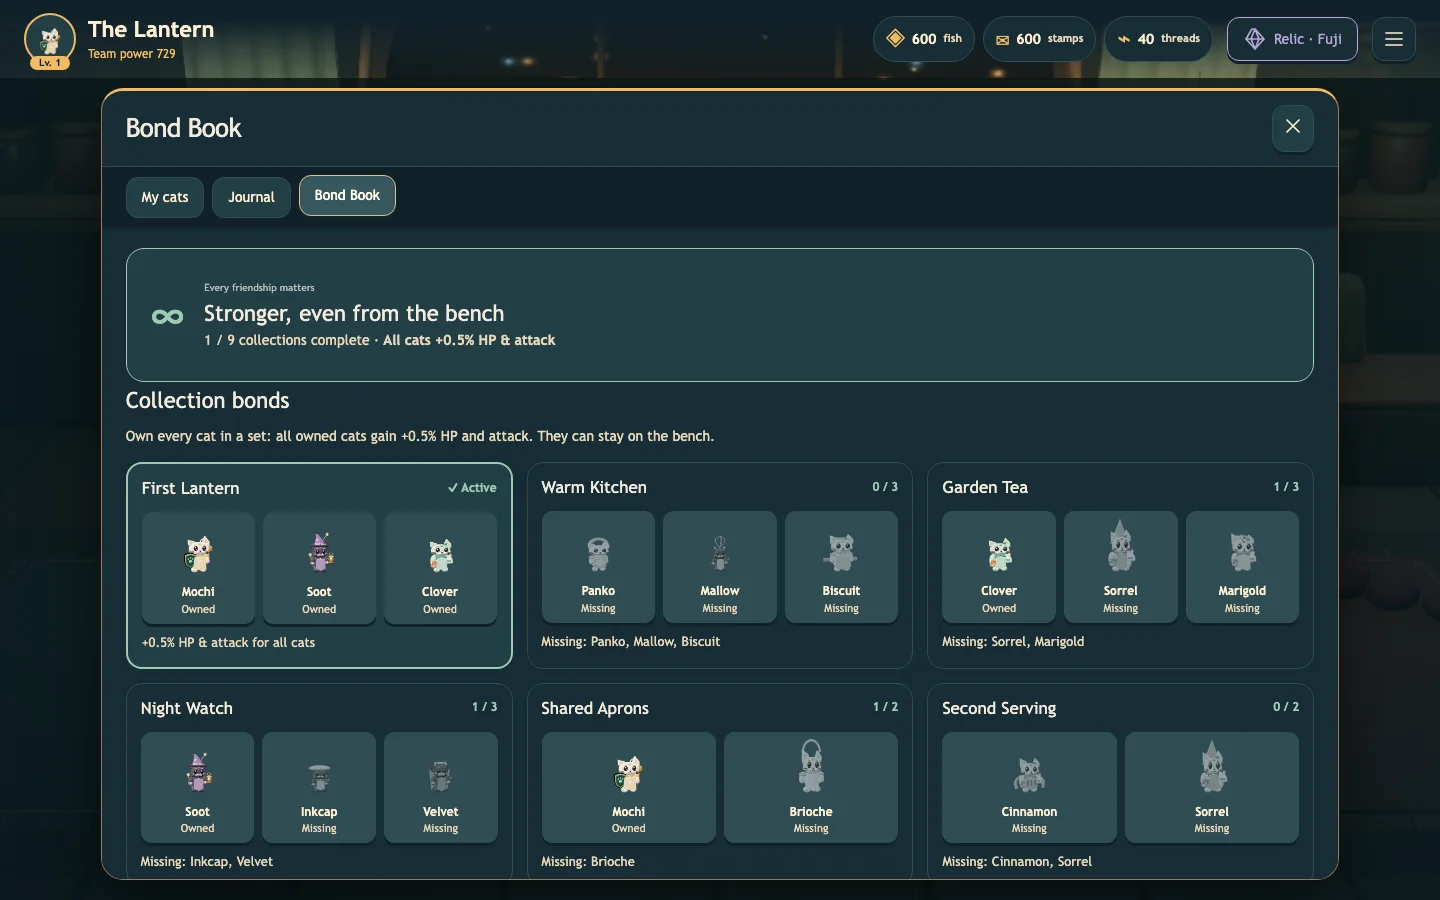 The Lantern
Team power 729
Lv. 1
600 fish
600 stamps
40 threads
Relic · Fuji
Bond Book
My cats
Journal
Bond Book
Every friendship matters
Stronger, even from the bench
1 / 9 collections complete · All cats +0.5% HP & attack
Collection bonds
Own every cat in a set: all owned cats gain +0.5% HP and attack. They can stay on the bench.
First Lantern
✓ Active
Mochi
Owned
Soot
Owned
Clover
Owned
+0.5% HP & attack for all cats
Warm Kitchen
0 / 3
Panko
Missing
Mallow
Missing
Biscuit
Missing
Missing: Panko, Mallow, Biscuit
Garden Tea
1 / 3
Clover
Owned
Sorrel
Missing
Marigold
Missing
Missing: Sorrel, Marigold
Night Watch
1 / 3
Soot
Owned
Inkcap
Missing
Velvet
Missing
Missing: Inkcap, Velvet
Shared Aprons
1 / 2
Mochi
Owned
Brioche
Missing
Missing: Brioche
Second Serving
0 / 2
Cinnamon
Missing
Sorrel
Missing
Missing: Cinnamon, Sorrel